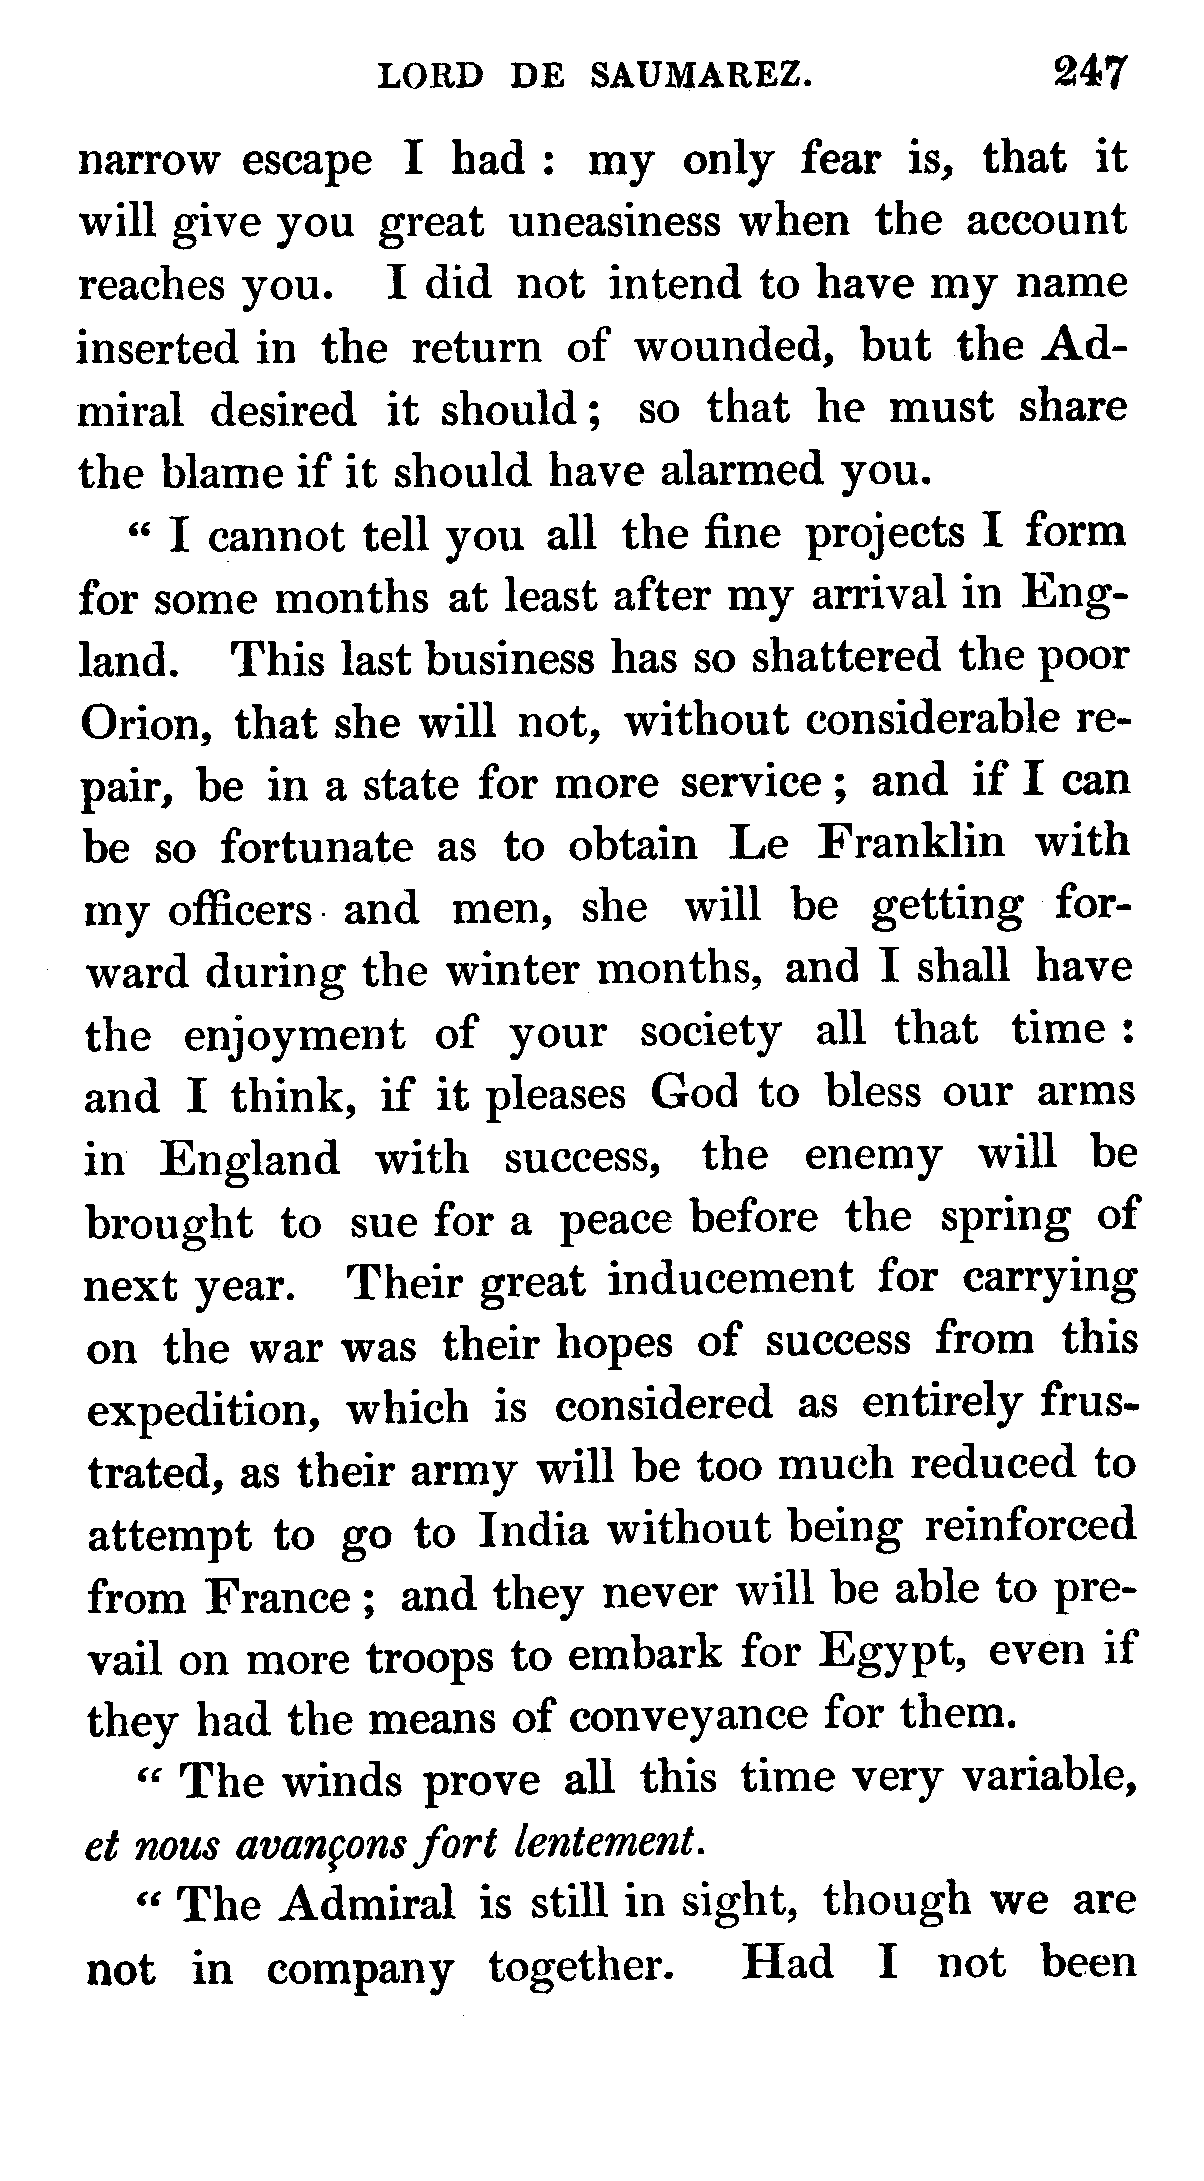 LORD DE SAUMAREZ. 247
narrow escape I had : my only fear is, that it
will give you great uneasiness when the account
reaches you. I did not intend to have my name
inserted in the return of wounded, but the Ad-
miral desired it should ; so that he must share
the blame if it should have alarmed you.
“ I cannot tell you all the fine projects I form
for some months at least after my arrival in Eng-
land. This last business has so shattered the poor
Orion, that she will not, without considerable re-
pair, be in a state for more service ; and if I can
be so fortunate as to obtain Le Franklin with
my officers and men, she will be getting for-
ward during the winter months, and I shall have
the enjoyment of your society all that time :
and I think, if it pleases God to bless our arms
in England with success, the enemy will be
brought to sue for a peace before the spring of
next year. Their great inducement for carrying
on the war was their hopes of success from this
expedition, which is considered as entirely frus-
trated, as their army will be too much reduced to
attempt to go to India without being reinforced
from France ; and they never will be able to pre-
vail on more troops to embark for Egypt, even if
they had the means of conveyance for them.
“ The winds prove all this time very variable,
et nous avançons fort lentement.
“ The Admiral is still in sight, though we are
not in company together. Had I not been